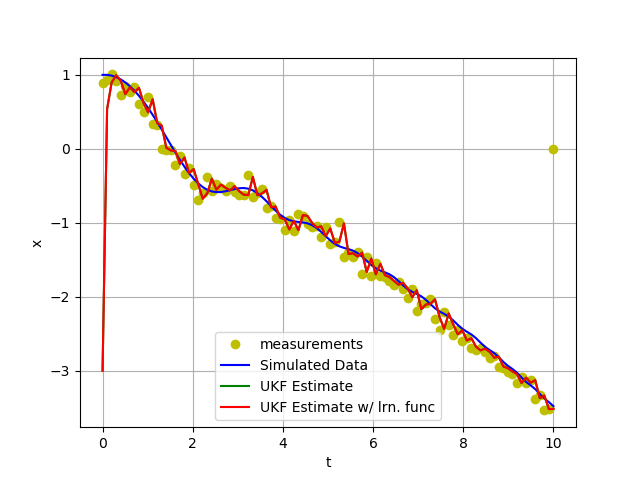 1
0
−1
−2
−3
x
measurements
Simulated Data
UKF Estimate
UKF Estimate w/ lrn. func
0
2
4
6
8
10
t